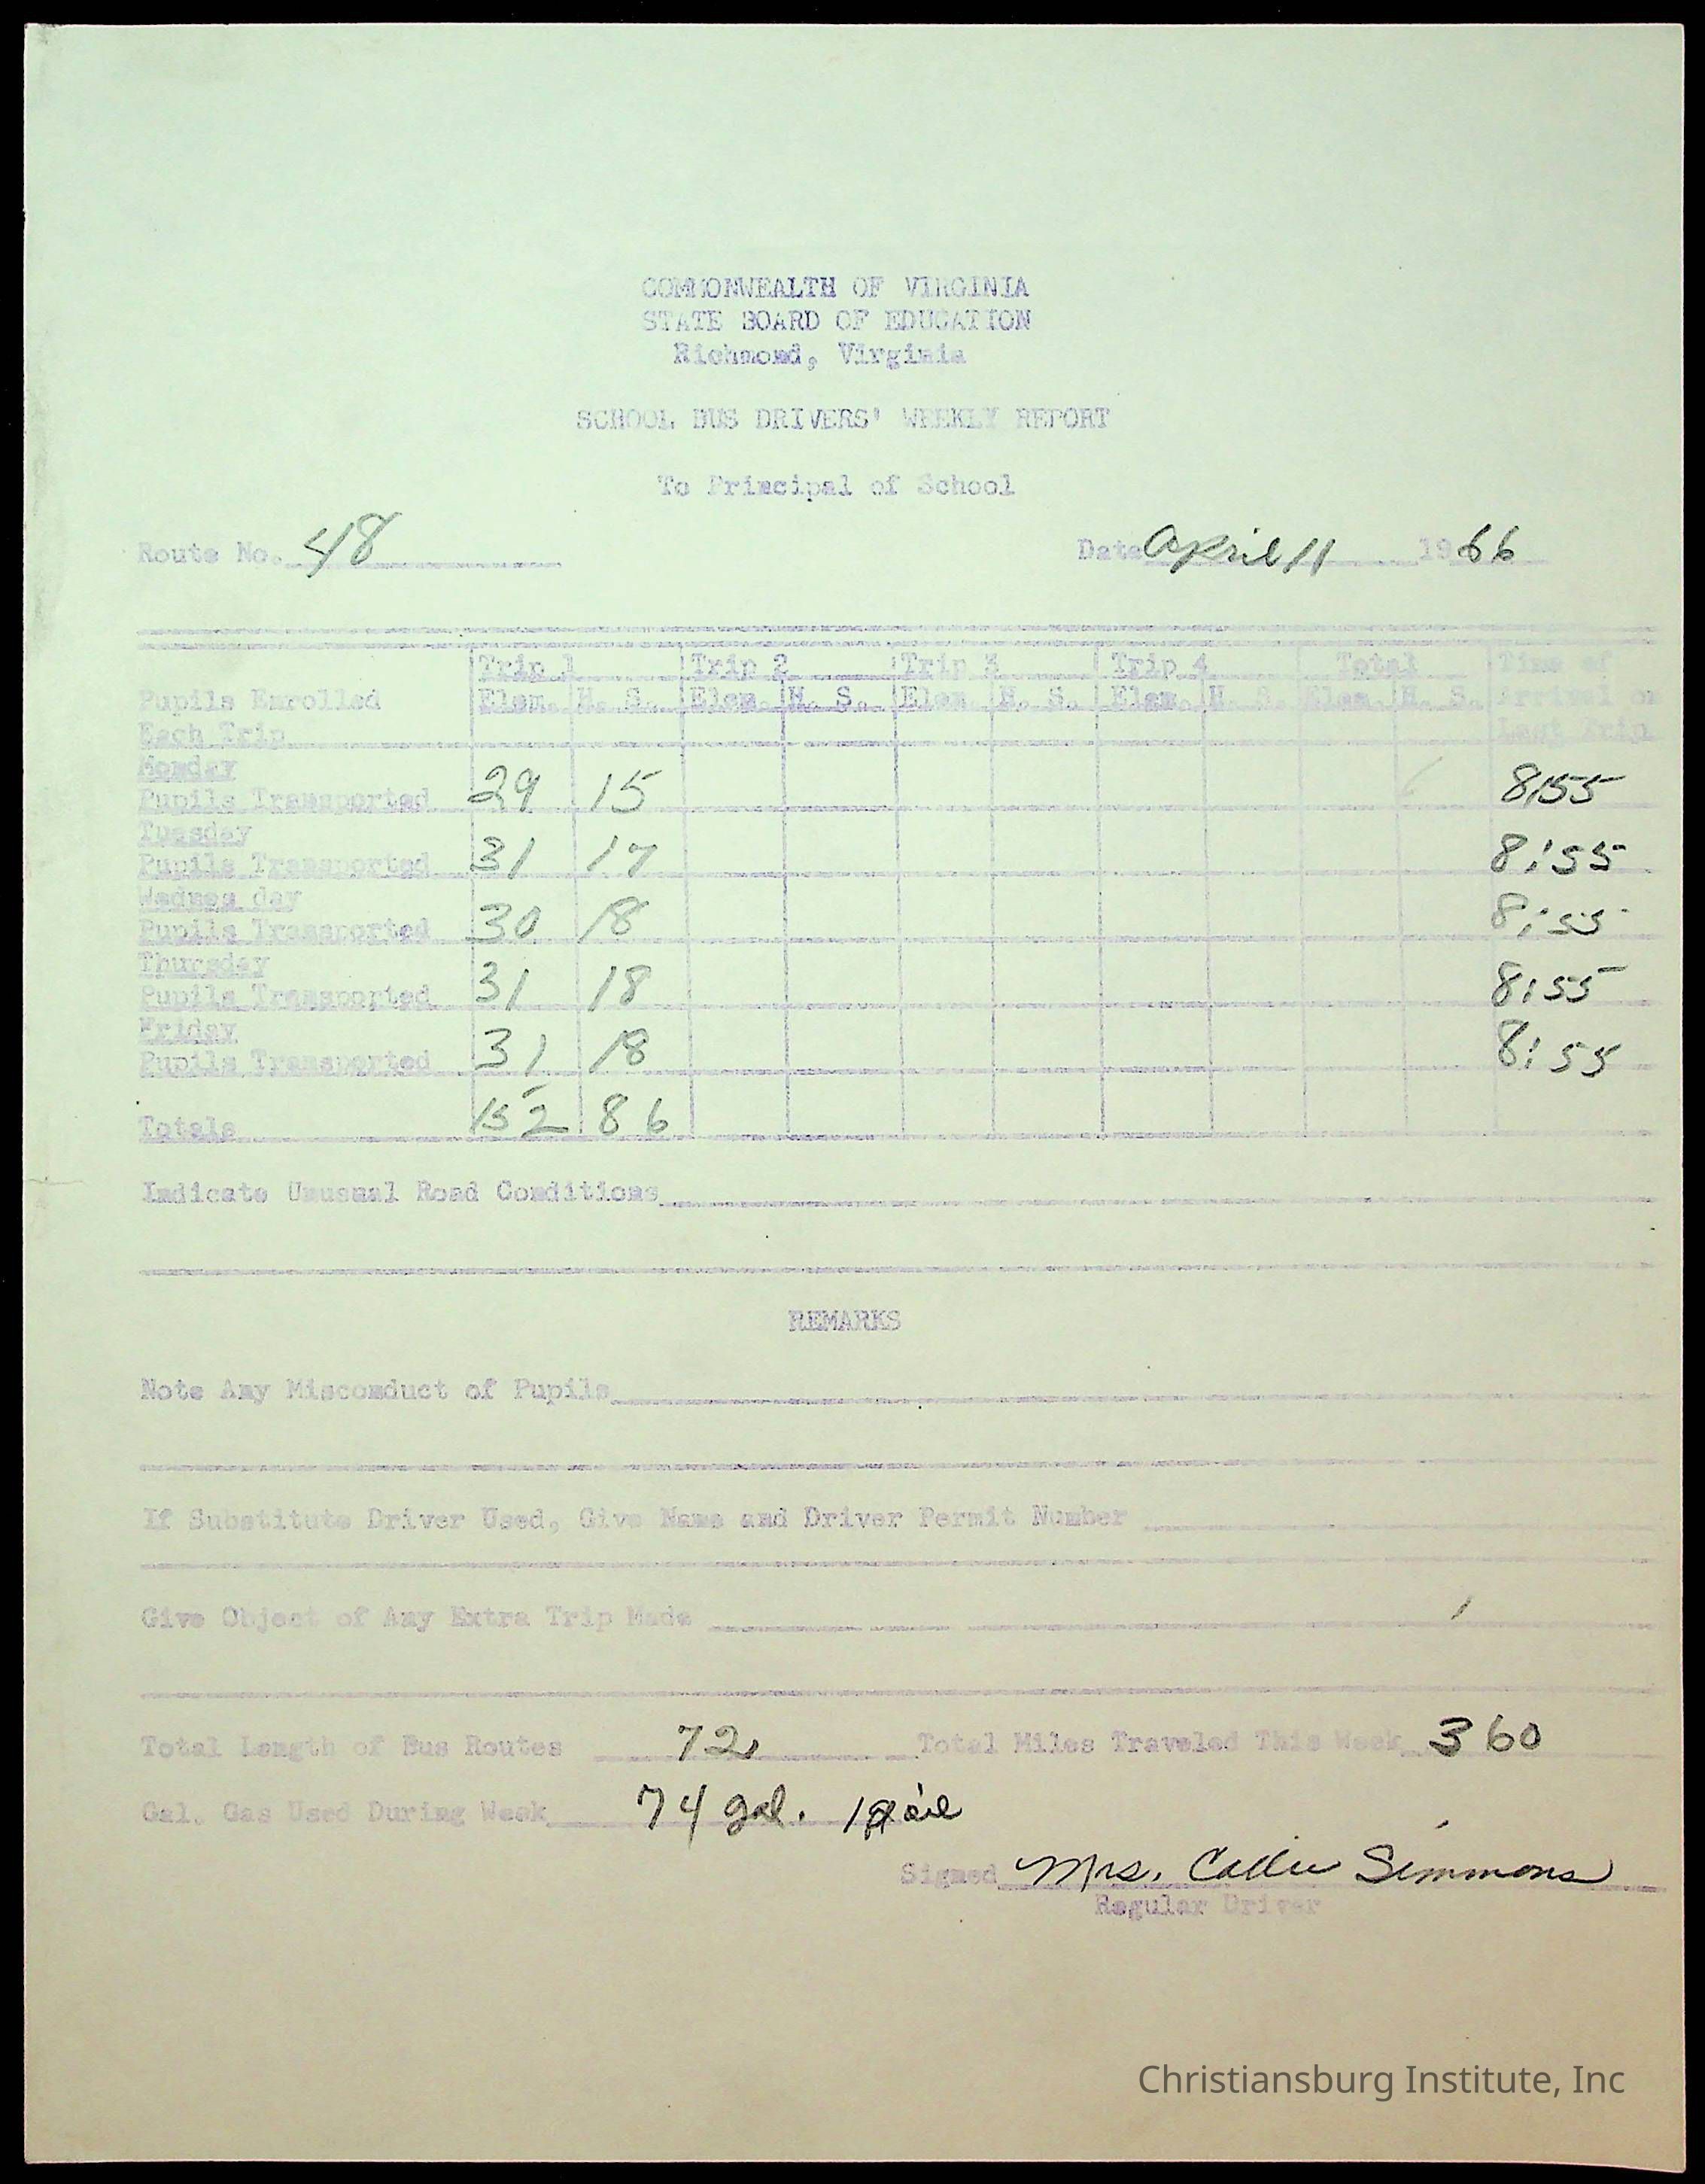 COMMONWEALTH OF VIRGINIA
STATE BOARD OF EDUCATION
Richmond, Virginia
SCHOOL BUS DRIVERS' WEEKLY REPORT
To Principal of School
Route No. 48 Date April 11 1966
Trip 1 Trip 2 Trip 3 Trip 4 Total Time of
Pupils Enrolled Elem. H. S. Elem. H. S. Elem H. S. Elem. H. S. Elem. H. S. Arrival on
Each Trip Last Trip
Monday
Pupils Transported 29 15 8:55
Tuesday
Pupils Transported 31 17 8:55
Wednes day
Pupils Transported 30 18 8:55
Thursday
Pupils Transported 31 18 8:55
Friday
Pupils Transported 31 18 8:55
Totals 152 86
Indicate Unusual Road Conditions
REMARKS
Note Any Misconduct of Pupils
If Substitute Driver Used, Give Name and Driver Permit Number
Give Object of Any Extra Trip Made
Total Length of Bus Routes 72 Total Miles Traveled This Week 360
Gal. Gas Used During Week 74 gal. 1 qt oil
Signed Mrs. Callie Simmons
Regular Driver
Christiansburg Institute, Inc